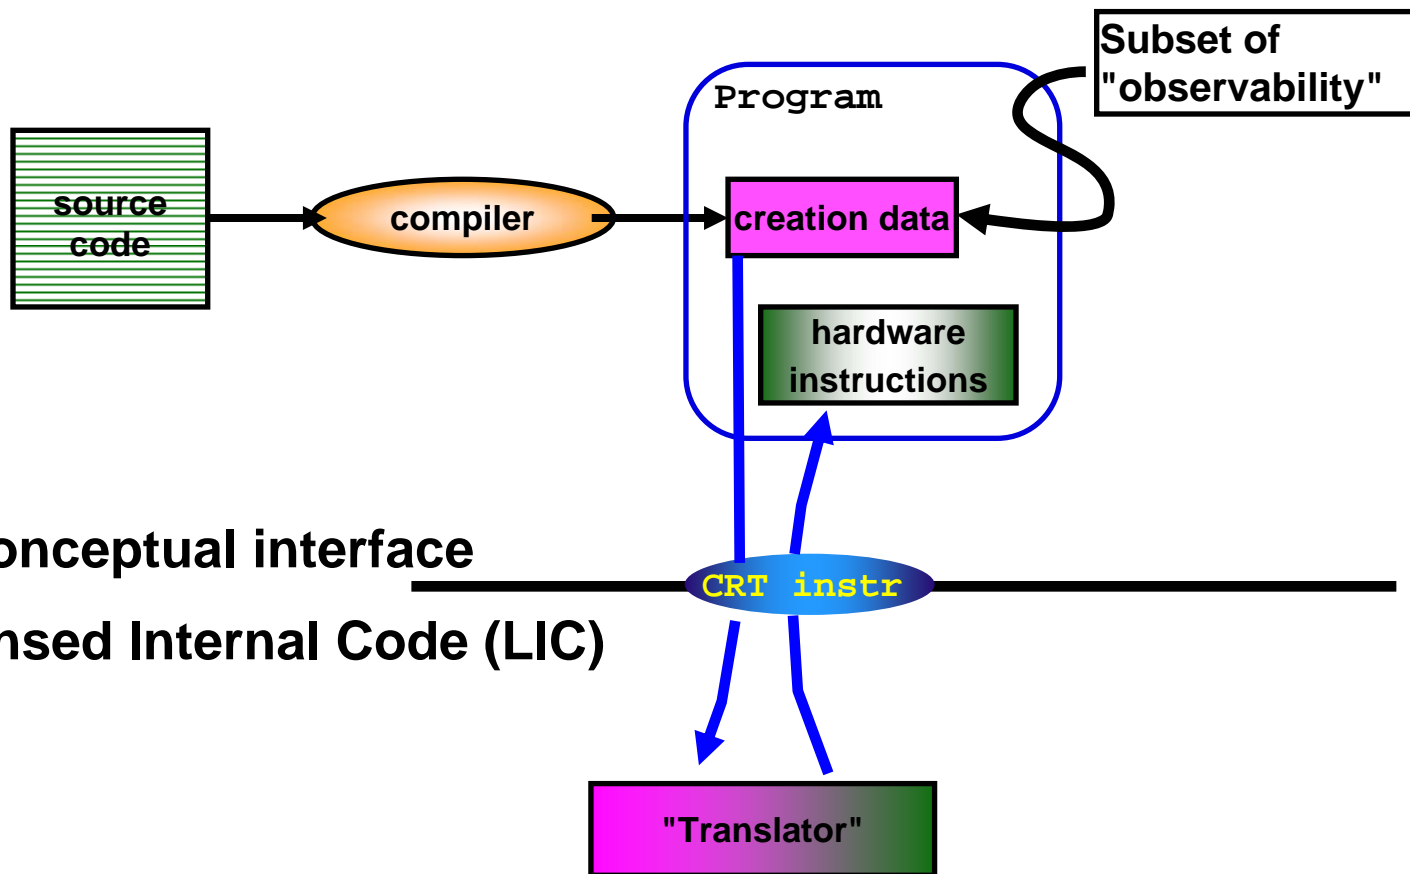 Subset of
"observability"
Program
source
code
compiler
creation data
hardware
instructions
onceptual interface
CRT instr
nsed Internal Code (LIC)
"Translator"